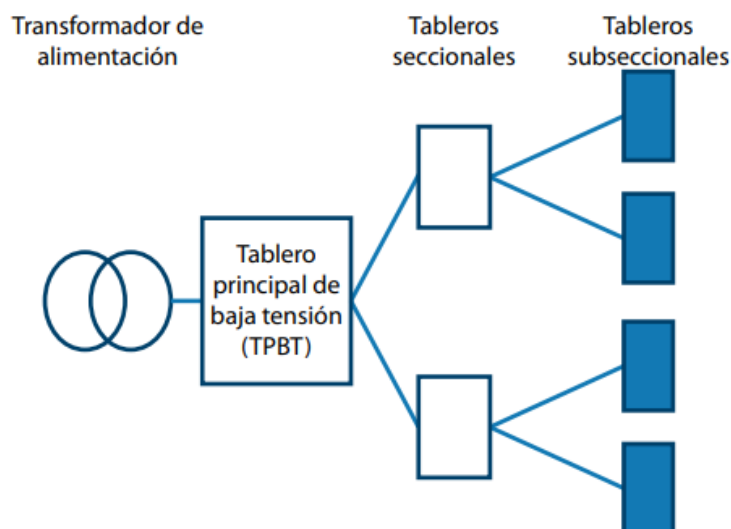 Transformador de
alimentación
Tableros
seccionales
Tableros
subseccionales
Tablero
principal de
baja tensión
(TPBT)